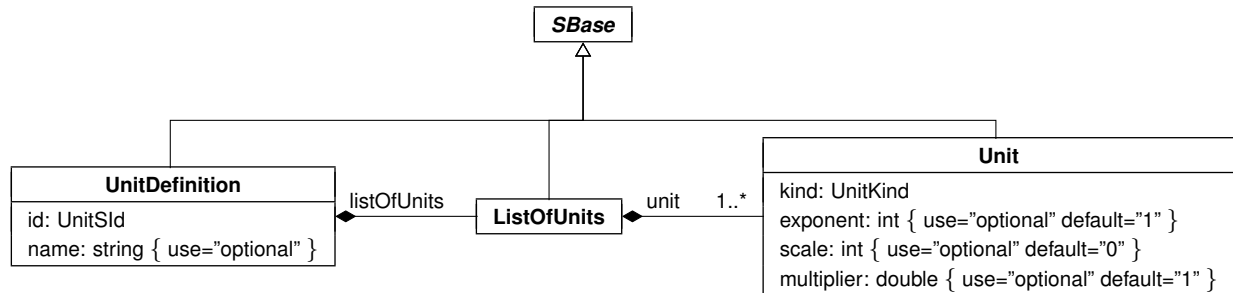 SBase
UnitDefinition
id: UnitSId
name: string { use=”optional” }
listOfUnits
ListOfUnits
unit 1..*
Unit
kind: UnitKind
exponent: int { use=”optional” default=”1” }
scale: int { use=”optional” default=”0” }
multiplier: double { use=”optional” default=”1” }